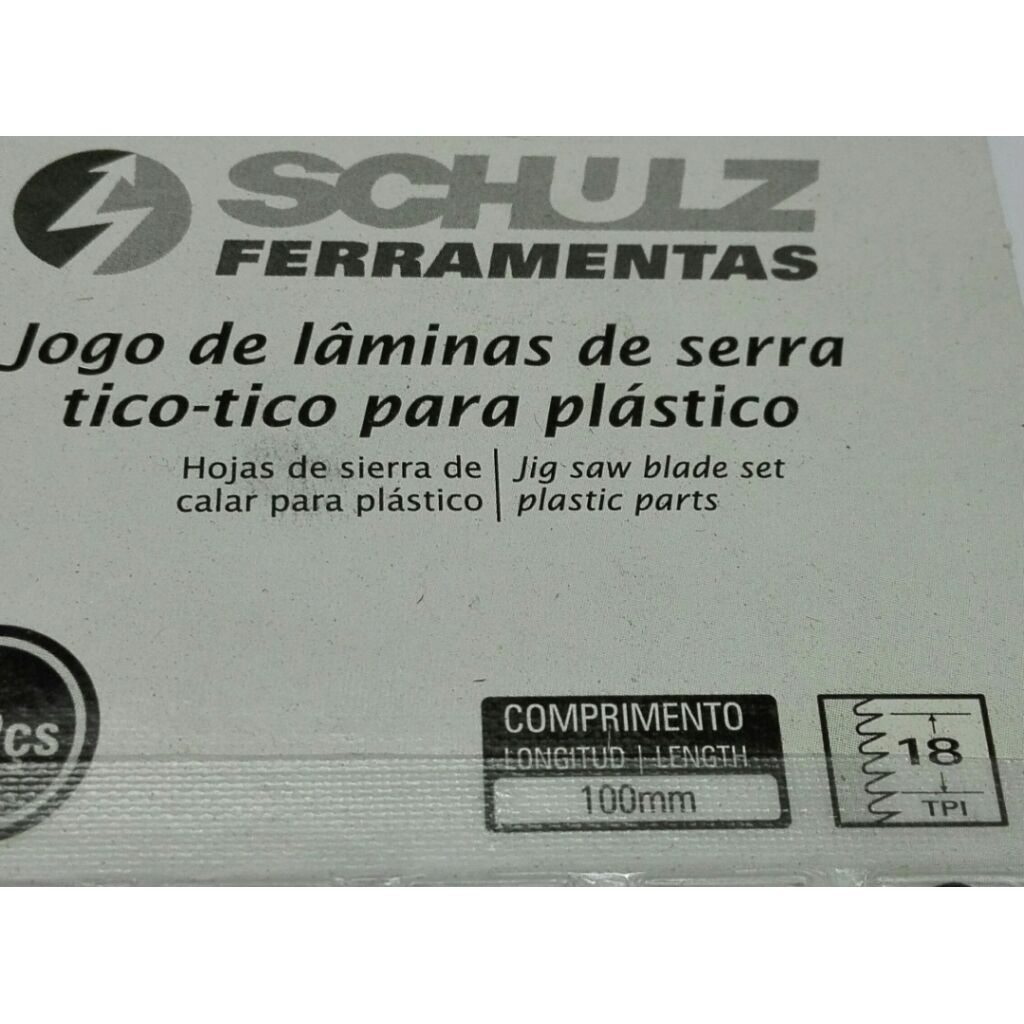 SCHULZ
FERRAMENTAS
Jogo de lâminas de serra
tico-tico para plástico
Hojas de sierra de
calar para plástico
Jig saw blade set
plastic parts
COMPRIMENTO
LONGITUD | LENGTH
100mm
18
TPI